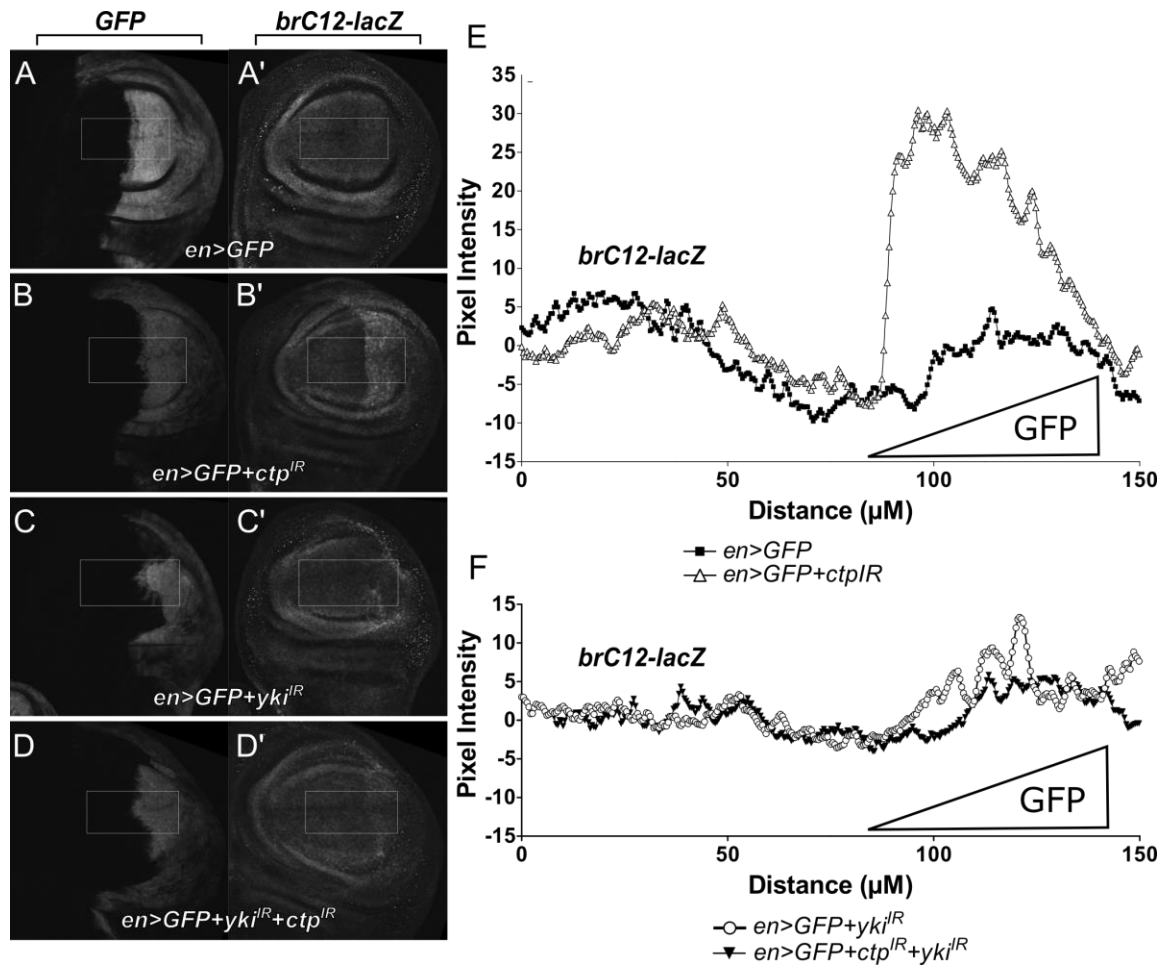 GFP brC12-lacZ
A A'
en>GFP
B B'
en>GFP+ctpIR
C C'
en>GFP+ykiIR
D D'
en>GFP+ykiIR+ctpIR
E
35
30
25
20
15
10
5
0
-5
-10
-15
Pixel Intensity
brC12-lacZ
GFP
0 50 100 150
Distance (µM)
en>GFP
en>GFP+ctpIR
F
15
10
5
0
-5
-10
-15
Pixel Intensity
brC12-lacZ
GFP
0 50 100 150
Distance (µM)
en>GFP+ykiIR
en>GFP+ctpIR+ykiIR